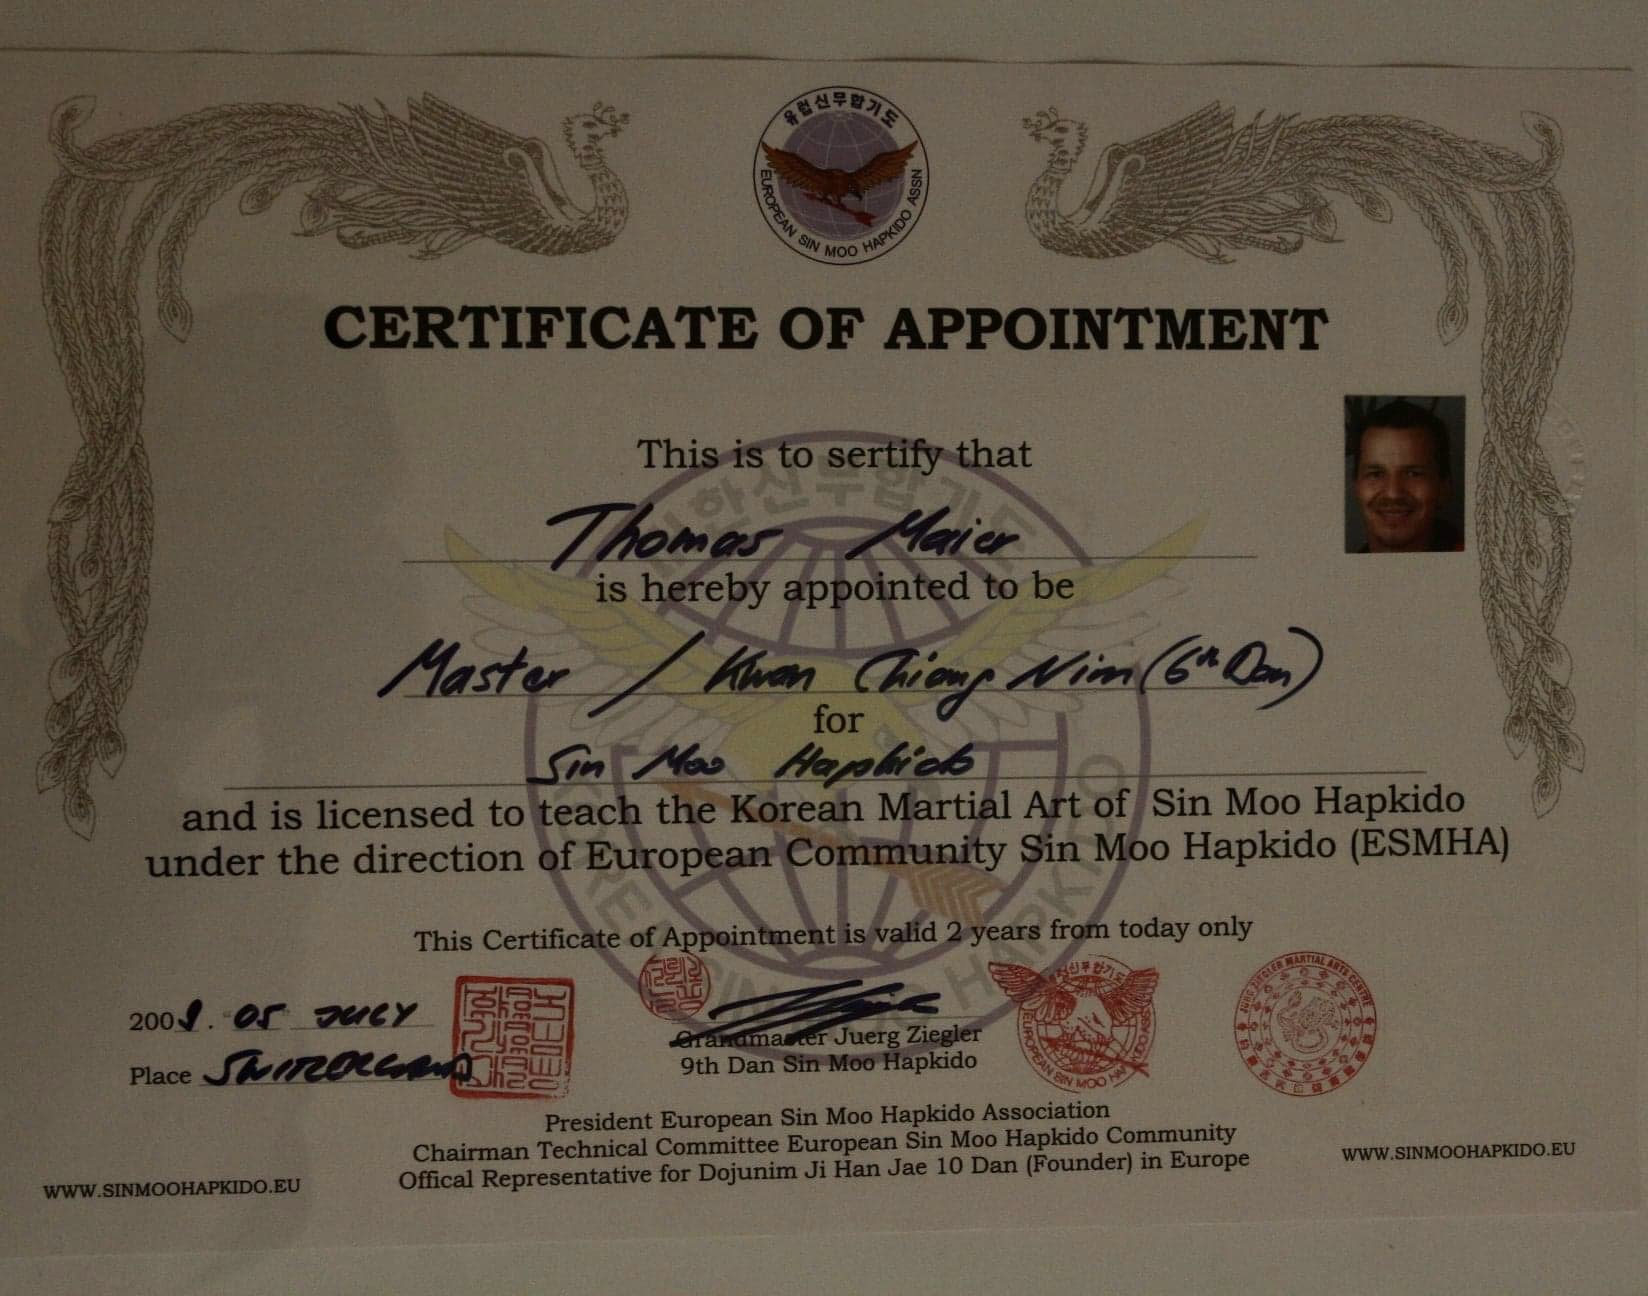 유럽신무합기도
EUROPEAN SIN MOO HAPKIDO ASSN
CERTIFICATE OF APPOINTMENT
This is to sertify that
Thomas Maier
is hereby appointed to be
Master / Kwan Chiang Nim (6th Dan)
for
Sin Moo Hapkido
and is licensed to teach the Korean Martial Art of Sin Moo Hapkido
under the direction of European Community Sin Moo Hapkido (ESMHA)
This Certificate of Appointment is valid 2 years from today only
200 . 05 JULY
Place Switzerland
Grandmaster Juerg Ziegler
9th Dan Sin Moo Hapkido
President European Sin Moo Hapkido Association
Chairman Technical Committee European Sin Moo Hapkido Community
Offical Representative for Dojunim Ji Han Jae 10 Dan (Founder) in Europe
WWW.SINMOOHAPKIDO.EU
WWW.SINMOOHAPKIDO.EU